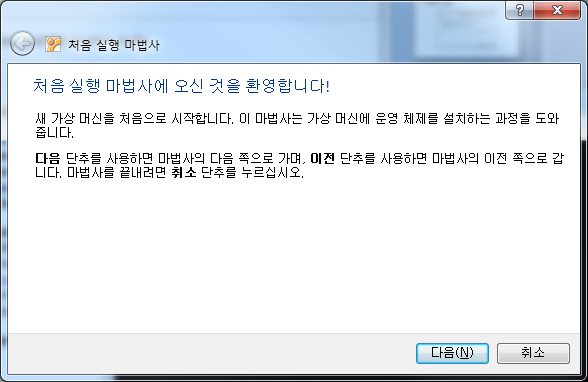 처음 실행 마법사
처음 실행 마법사에 오신 것을 환영합니다!
새 가상 머신을 처음으로 시작합니다. 이 마법사는 가상 머신에 운영 체제를 설치하는 과정을 도와
줍니다.
다음 단추를 사용하면 마법사의 다음 쪽으로 가며, 이전 단추를 사용하면 마법사의 이전 쪽으로 갑
니다. 마법사를 끝내려면 취소 단추를 누르십시오.
다음(N) 취소